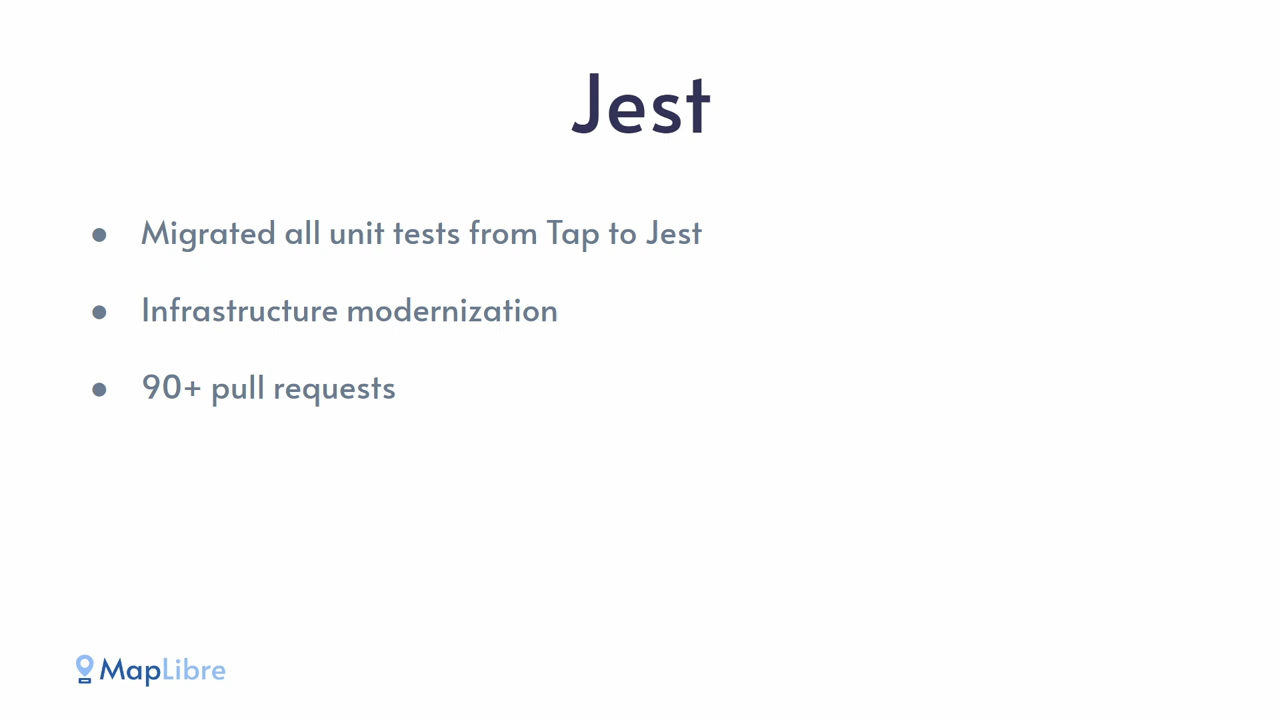 Jest
● Migrated all unit tests from Tap to Jest
● Infrastructure modernization
● 90+ pull requests
MapLibre